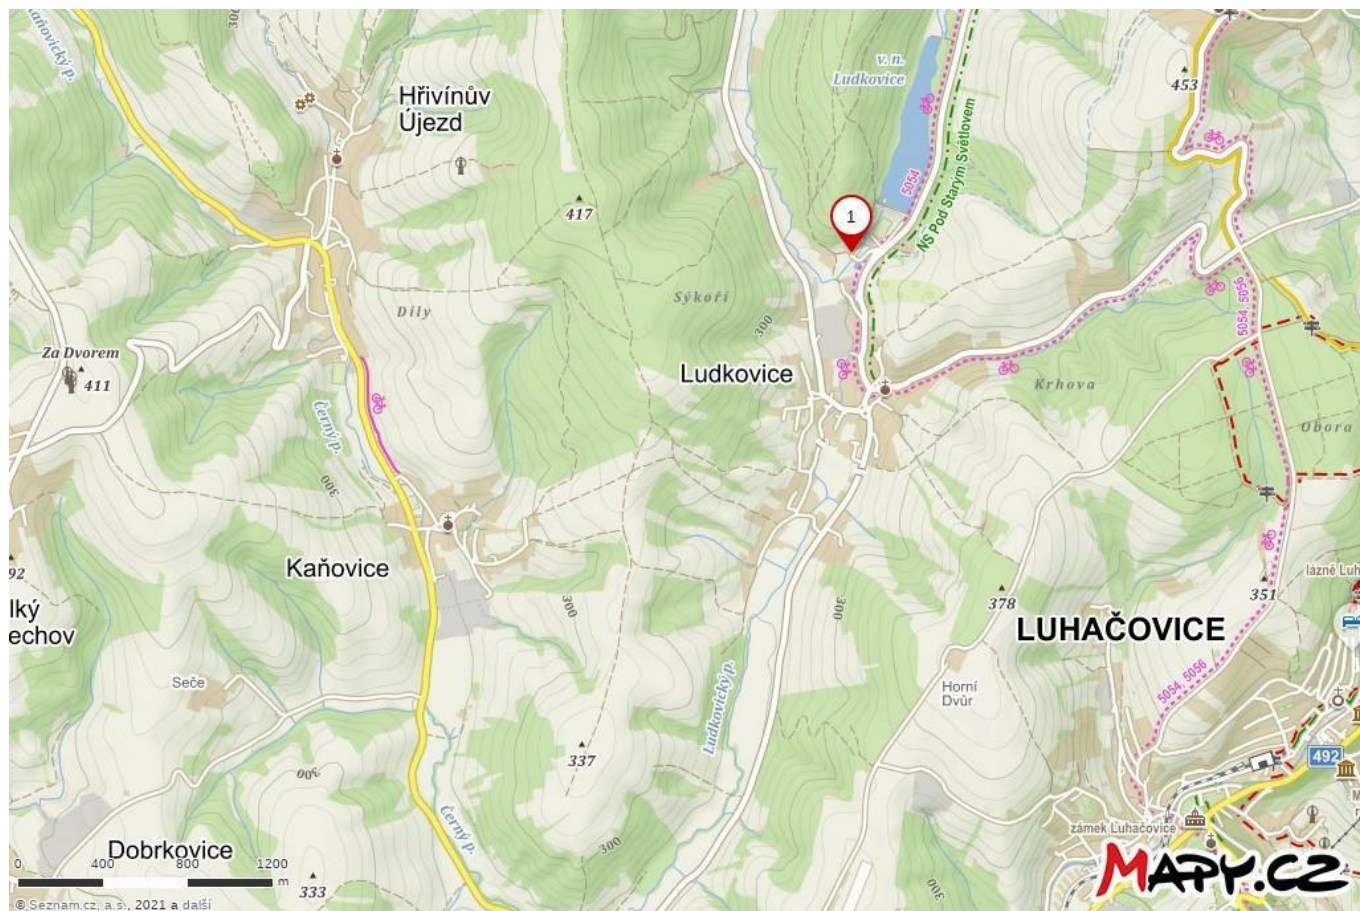 Kaňovický p.
300
Hřivínův
Újezd
v. n.
Ludkovice
453
5054
NS Pod Starým Světlovem
417
1
Díly
Sýkoří
300
5054, 5056
Za Dvorem
411
Ludkovice
Krhova
Obora
Černý p.
300
Kaňovice
92
lký
echov
300
300
378
351
lázně Luh
LUHAČOVICE
Seče
Horní
Dvůr
5054, 5056
Ludkovický p.
337
300
492
Černý p.
300
zámek Luhačovice
Dobrkovice
0 400 800 1200
m
333
300
MAPY.CZ
© Seznam.cz, a.s., 2021 a další